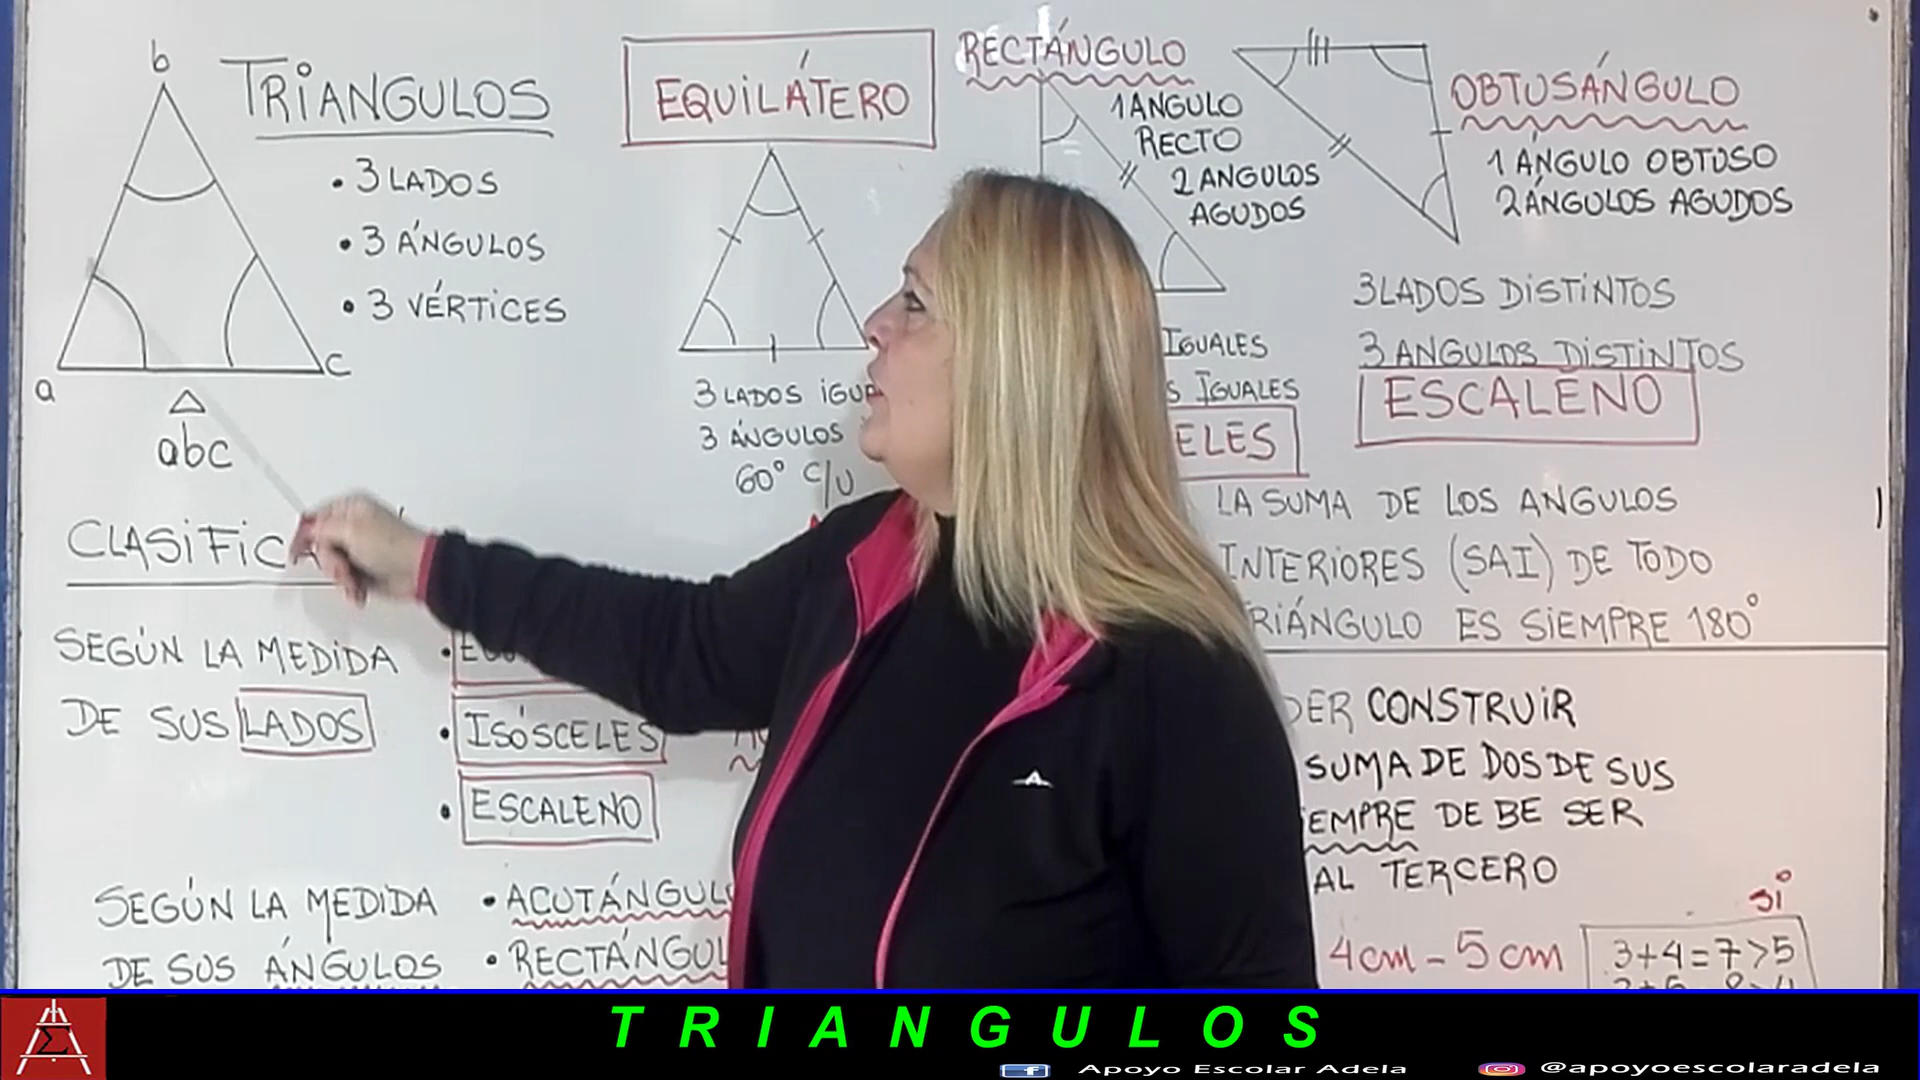 b
TRIANGULOS
• 3 LADOS
• 3 ÁNGULOS
• 3 VÉRTICES
a
c
abc
EQUILÁTERO
3 LADOS
3 ÁNGULOS
60° C/U
RECTÁNGULO
1 ANGULO
RECTO
2 ANGULOS
AGUDOS
OBTUSÁNGULO
1 ÁNGULO OBTUSO
2 ÁNGULOS AGUDOS
IGUALES
IGUALES
ELES
3 LADOS DISTINTOS
3 ANGULOS DISTINTOS
ESCALENO
LA SUMA DE LOS ANGULOS
INTERIORES (SAI) DE TODO
RIÁNGULO ES SIEMPRE 180°
CLASIFIC
SEGÚN LA MEDIDA
DE SUS LADOS
• ISÓSCELES
• ESCALENO
SEGÚN LA MEDIDA
DE SUS ÁNGULOS
• ACUTÁNGUL
• RECTÁNGUL
DER CONSTRUIR
SUMA DE DOS DE SUS
EMPRE DEBE SER
AL TERCERO
4cm - 5cm
si
3+4=7>5
T R I A N G U L O S
Apoyo Escolar Adela
@apoyoescolaradela